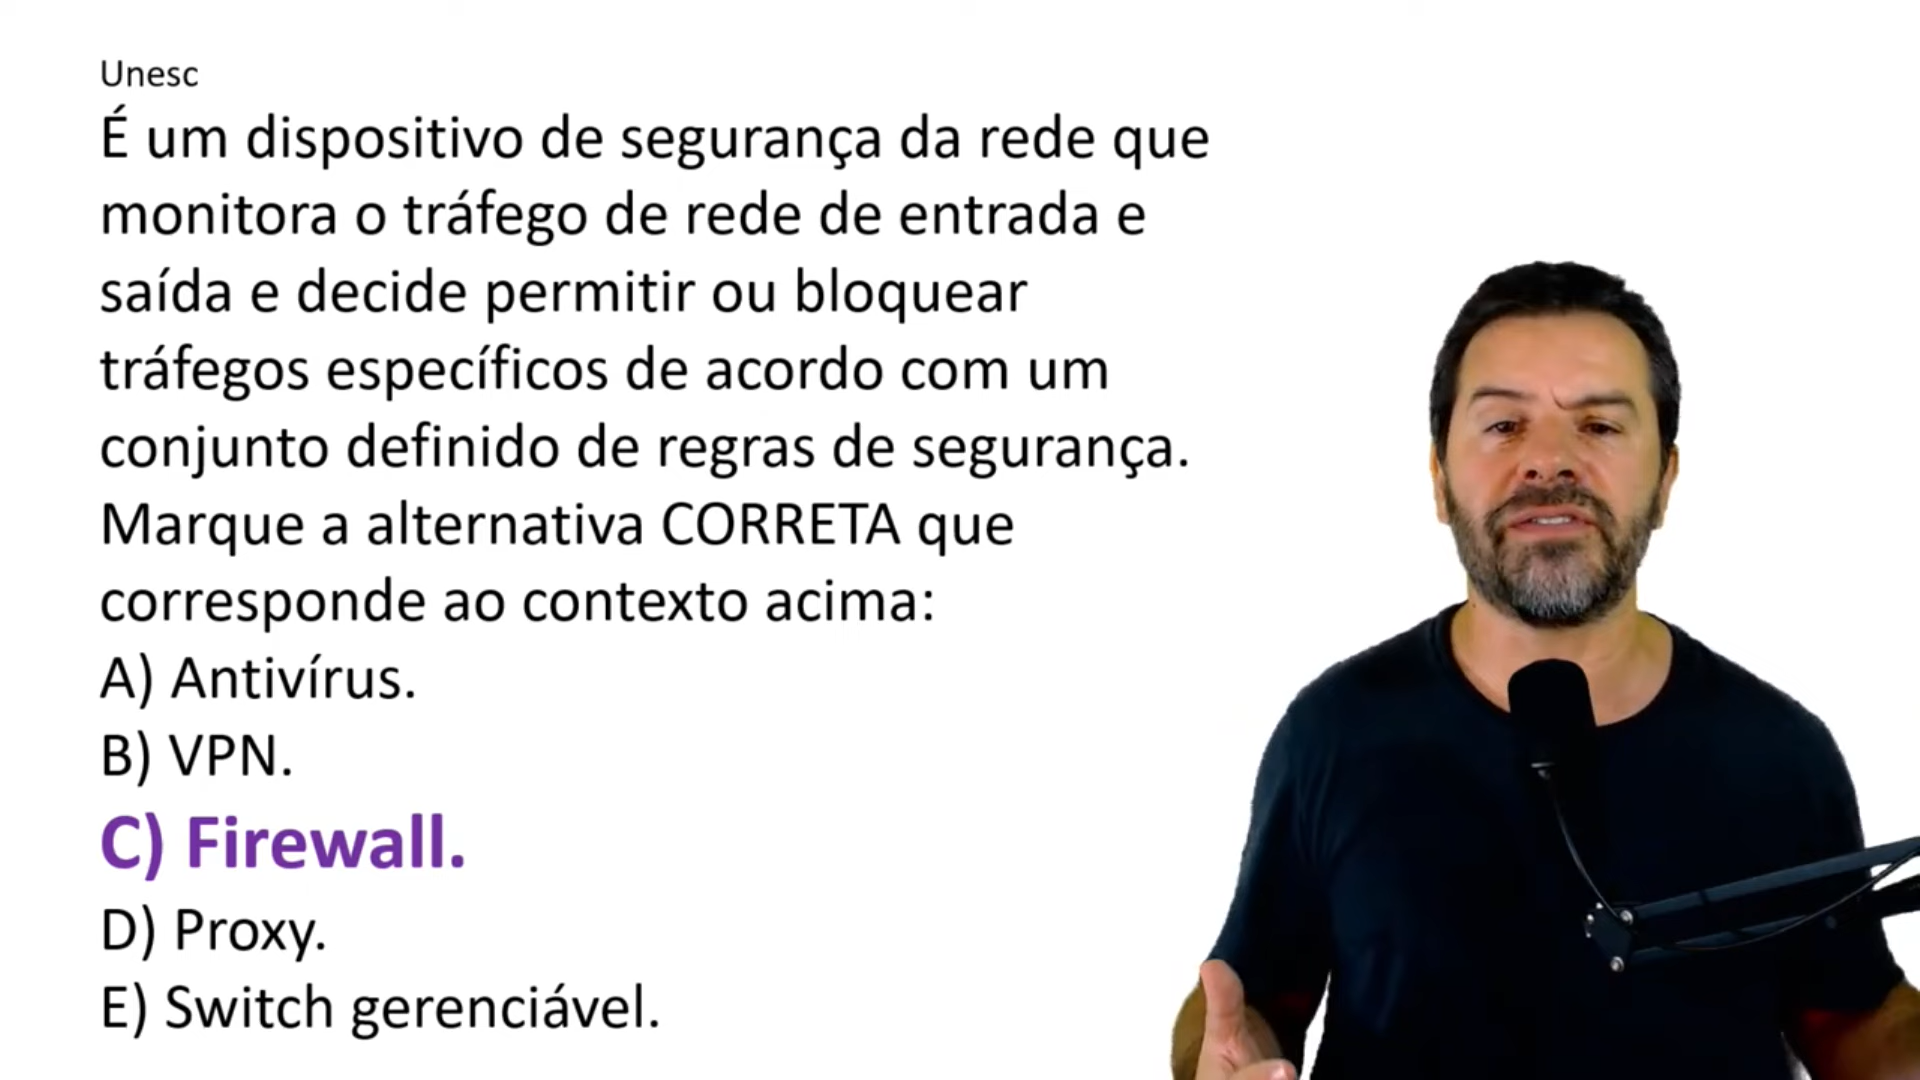 Unesc
É um dispositivo de segurança da rede que
monitora o tráfego de rede de entrada e
saída e decide permitir ou bloquear
tráfegos específicos de acordo com um
conjunto definido de regras de segurança.
Marque a alternativa CORRETA que
corresponde ao contexto acima:
A) Antivírus.
B) VPN.
C) Firewall.
D) Proxy.
E) Switch gerenciável.